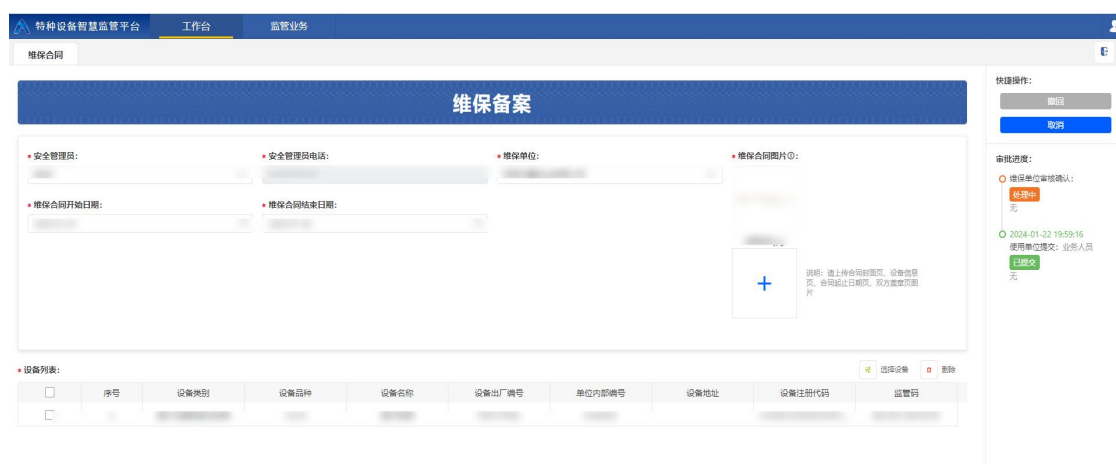 特种设备智慧监管平台
工作台
监管业务
维保合同
维保备案
* 安全管理员:
* 安全管理员电话:
* 维保单位:
* 维保合同图片①:
* 维保合同开始日期:
* 维保合同结束日期:
说明：请上传合同封面页、设备信息
页、合同起止日期页、双方盖章页图
片
* 设备列表:
选择设备
删除
序号
设备类别
设备品种
设备名称
设备出厂编号
单位内部编号
设备地址
设备注册代码
监管码
快捷操作:
撤回
取消
审批进度:
维保单位审核确认:
处理中
无
2024-01-22 19:59:16
使用单位提交: 业务人员
已提交
无